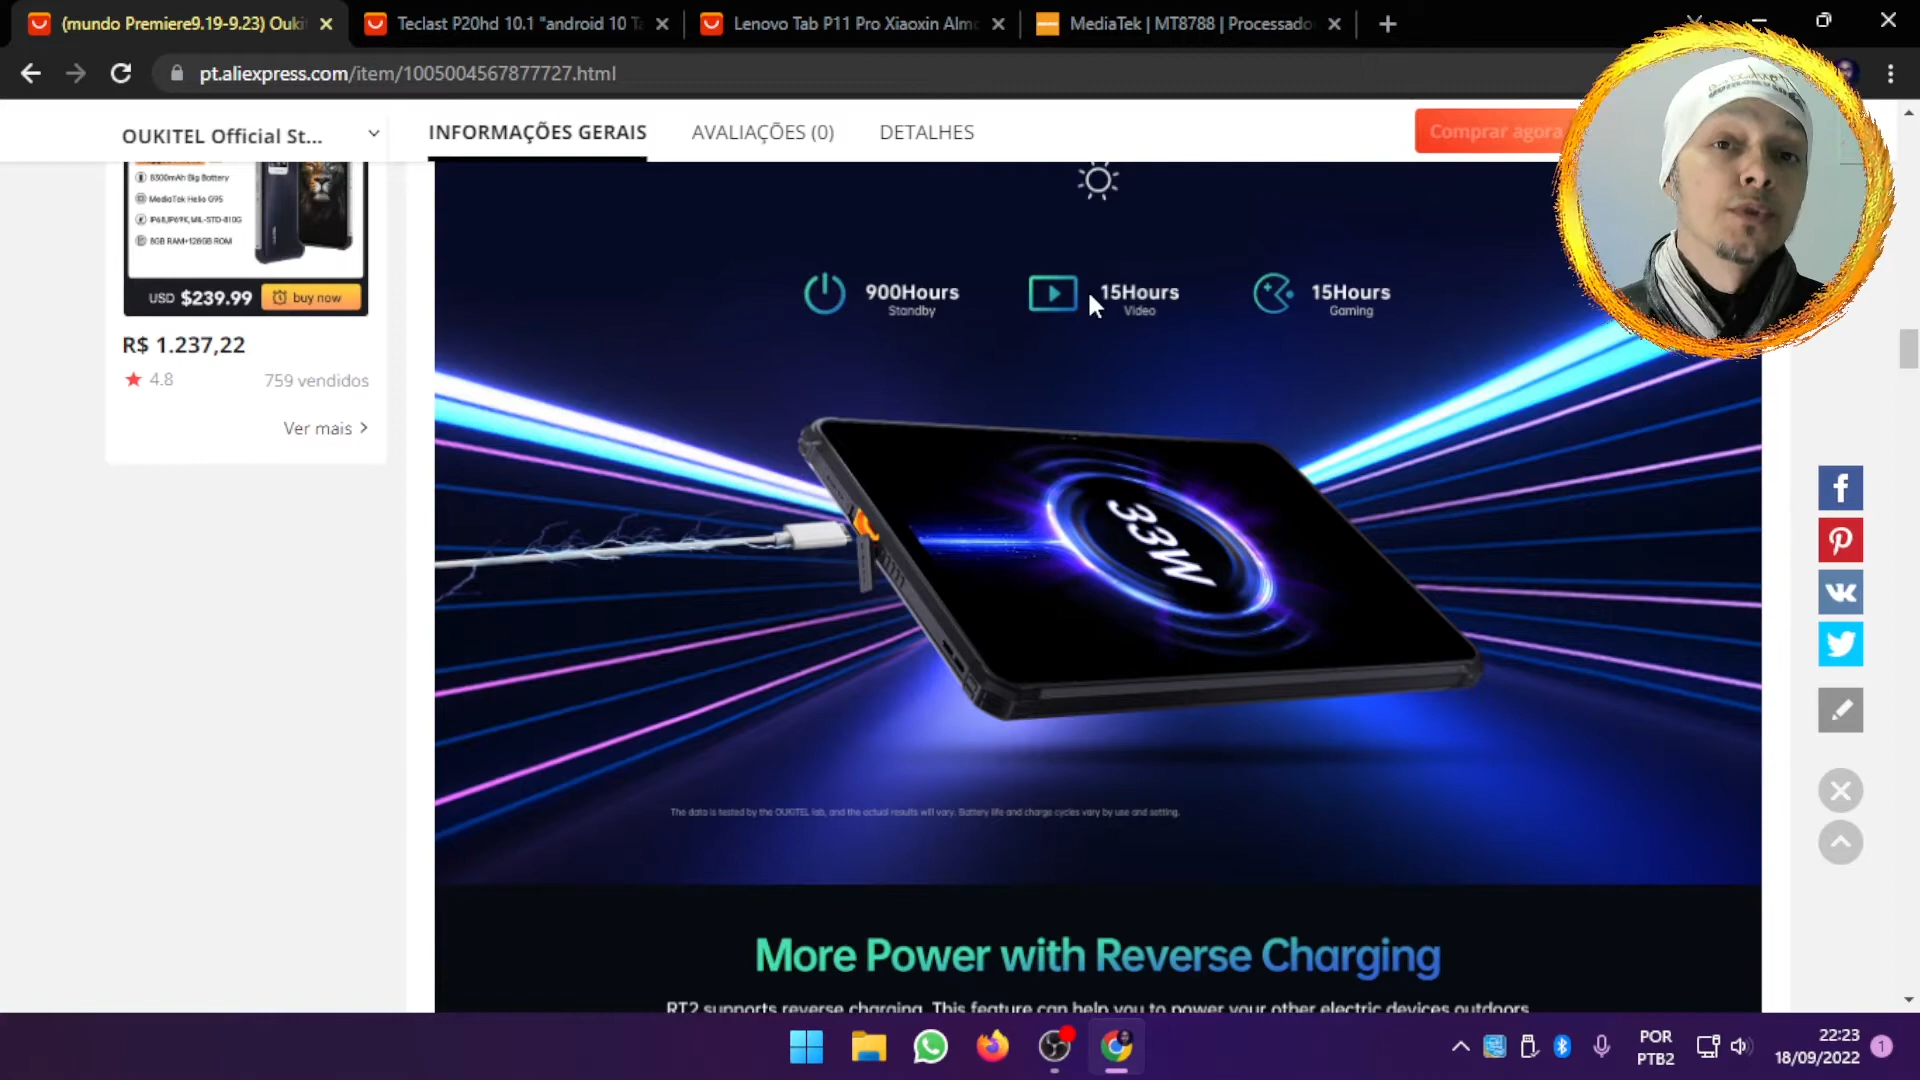 (mundo Premiere9.19-9.23) Ouki
Teclast P20hd 10.1 "android 10 Ta
Lenovo Tab P11 Pro Xiaoxin Almo
MediaTek | MT8788 | Processado
pt.aliexpress.com/item/1005004567877727.html
OUKITEL Official St...
INFORMAÇÕES GERAIS
AVALIAÇÕES (0)
DETALHES
Comprar agora
8300mAh Big Battery
MediaTek Helio G95
IP68,IP69K,MIL-STD-810G
8GB RAM+128GB ROM
USD $239.99
buy now
R$ 1.237,22
4.8
759 vendidos
Ver mais >
900Hours
Standby
15Hours
Video
15Hours
Gaming
33W
The data is tested by the OUKITEL lab, and the actual results will vary. Battery life and charge cycles vary by use and setting.
More Power with Reverse Charging
RT2 supports reverse charging. This feature can help you to power your other electric devices outdoors
POR
PTB2
22:23
18/09/2022
1